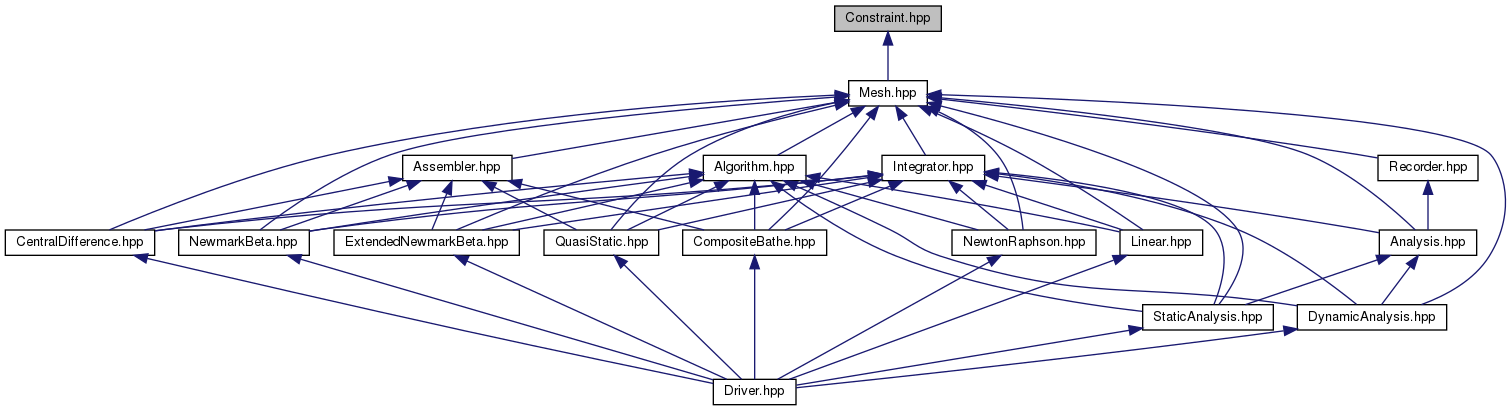 Constraint.hpp
Mesh.hpp
Assembler.hpp
Algorithm.hpp
Integrator.hpp
Recorder.hpp
CentralDifference.hpp
NewmarkBeta.hpp
ExtendedNewmarkBeta.hpp
QuasiStatic.hpp
CompositeBathe.hpp
NewtonRaphson.hpp
Linear.hpp
Analysis.hpp
StaticAnalysis.hpp
DynamicAnalysis.hpp
Driver.hpp